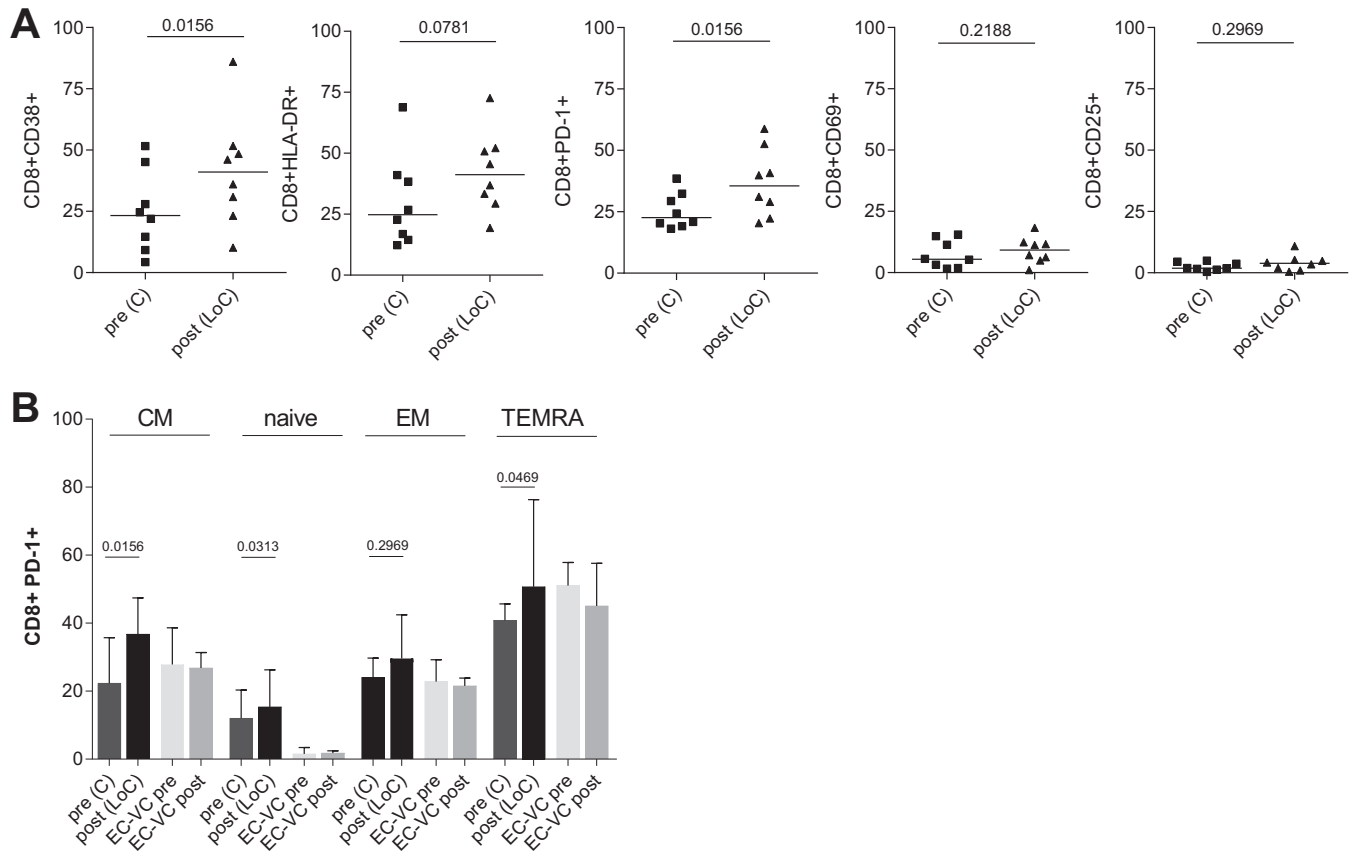 A
0.0156
100
75
50
25
0
CD8+CD38+
pre (C)
post (LoC)
0.0781
100
75
50
25
0
CD8+HLA-DR+
pre (C)
post (LoC)
0.0156
100
75
50
25
0
CD8+PD-1+
pre (C)
post (LoC)
0.2188
100
75
50
25
0
CD8+CD69+
pre (C)
post (LoC)
0.2969
100
75
50
25
0
CD8+CD25+
pre (C)
post (LoC)
B
CM
naive
EM
TEMRA
100
80
60
40
20
0
CD8+ PD-1+
0.0156
0.0313
0.2969
0.0469
pre (C)
post (LoC)
EC-VC pre
EC-VC post
pre (C)
post (LoC)
EC-VC pre
EC-VC post
pre (C)
post (LoC)
EC-VC pre
EC-VC post
pre (C)
post (LoC)
EC-VC pre
EC-VC post